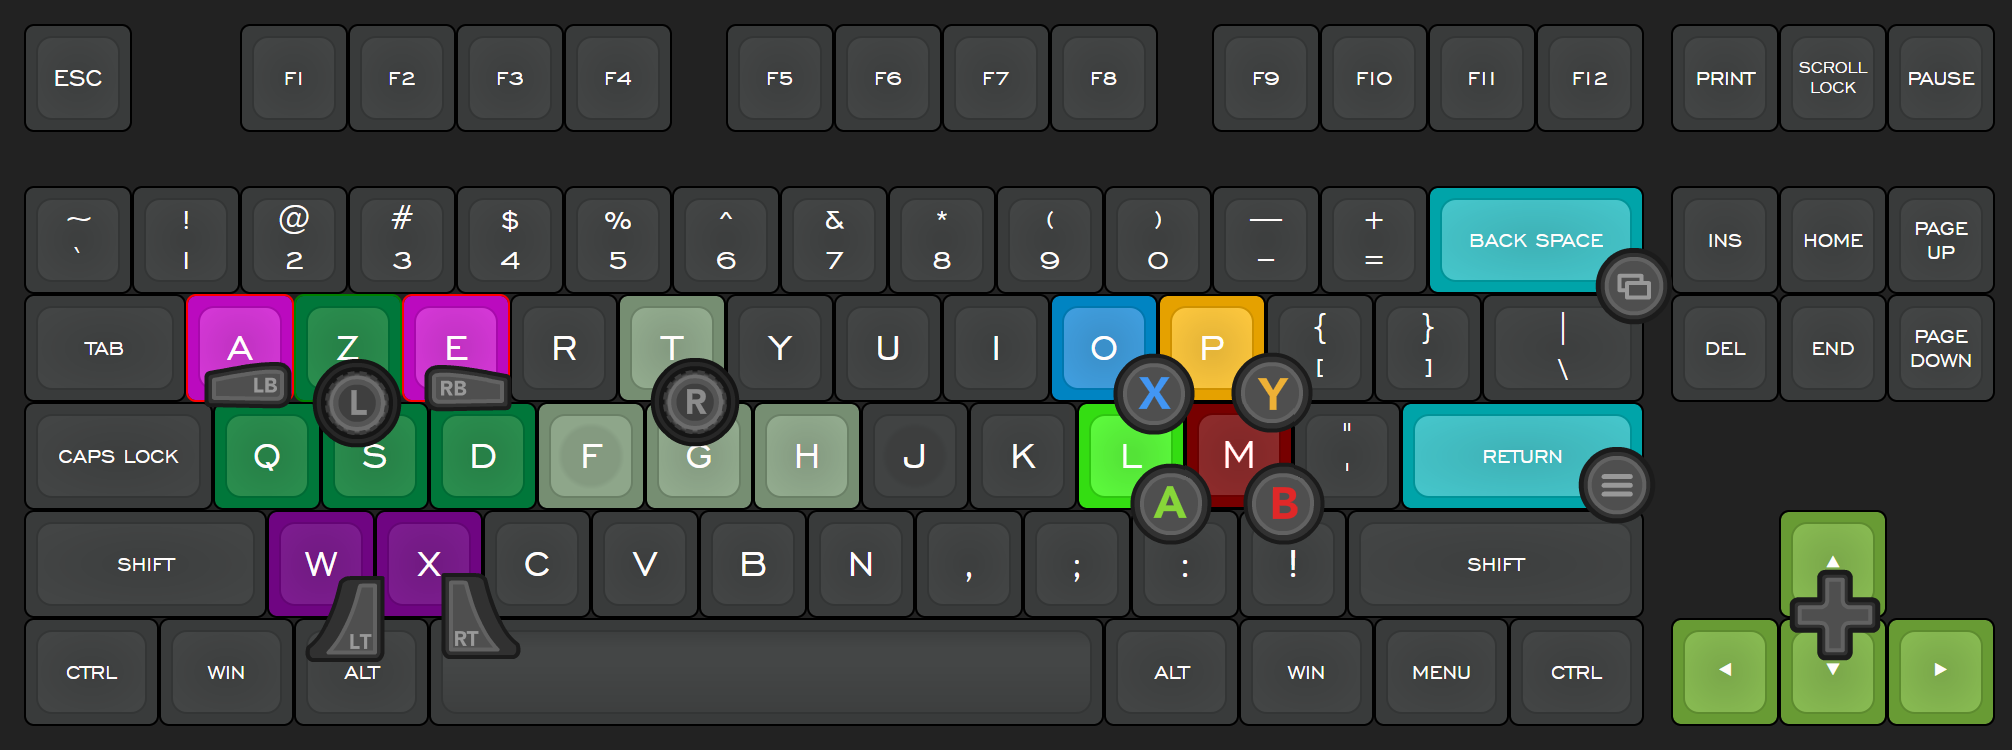 ESC F1 F2 F3 F4 F5 F6 F7 F8 F9 F10 F11 F12 PRINT SCROLL LOCK PAUSE
~ ! @ # $ % ^ & * ( ) — +
` 1 2 3 4 5 6 7 8 9 0 - = BACK SPACE INS HOME PAGE UP
TAB A Z E R T Y U I O P { [ } ] | \ DEL END PAGE DOWN
LB L RB R X Y
CAPS LOCK Q S D F G H J K L M " ' RETURN
A B
SHIFT W X C V B N , ; : ! SHIFT ▲
LT RT
CTRL WIN ALT ALT WIN MENU CTRL ◄ ▼ ►